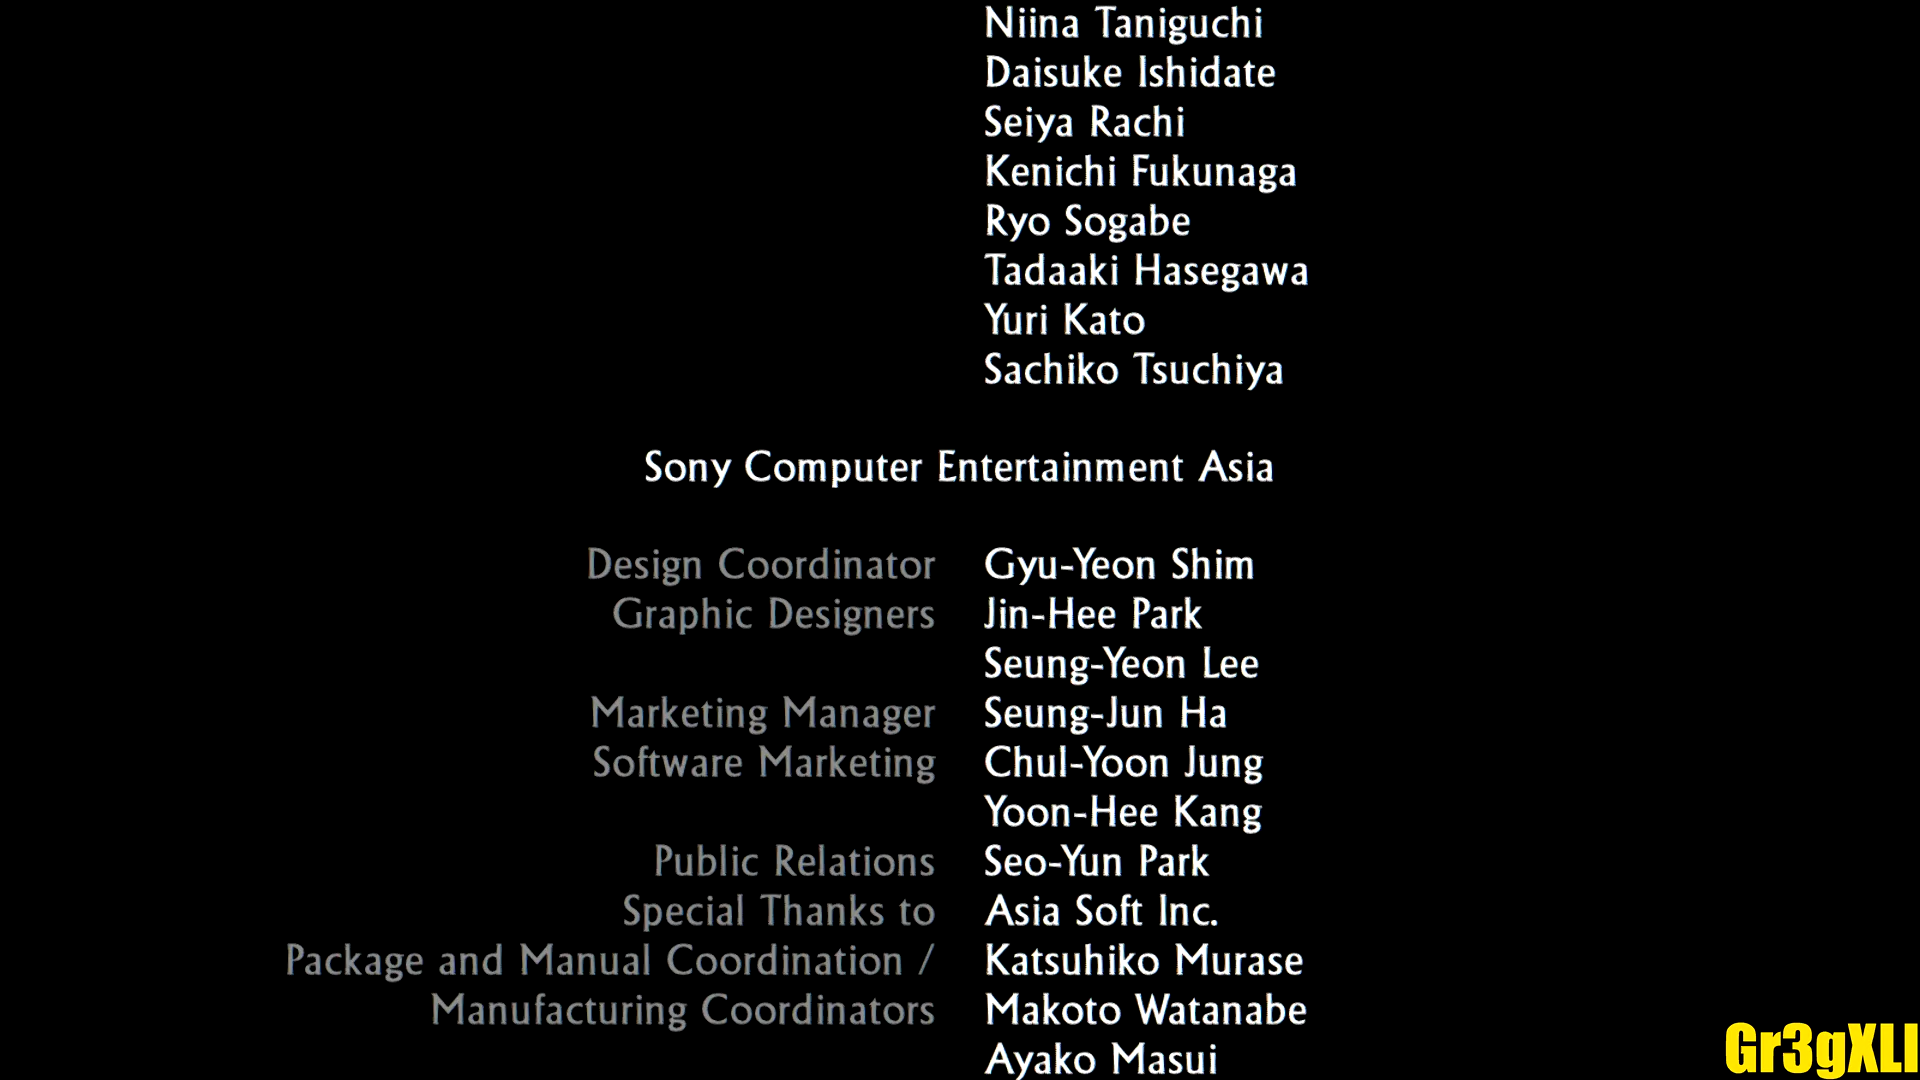 Niina Taniguchi
Daisuke Ishidate
Seiya Rachi
Kenichi Fukunaga
Ryo Sogabe
Tadaaki Hasegawa
Yuri Kato
Sachiko Tsuchiya
Sony Computer Entertainment Asia
Design Coordinator Gyu-Yeon Shim
Graphic Designers Jin-Hee Park
Seung-Yeon Lee
Marketing Manager Seung-Jun Ha
Software Marketing Chul-Yoon Jung
Yoon-Hee Kang
Public Relations Seo-Yun Park
Special Thanks to Asia Soft Inc.
Package and Manual Coordination / Katsuhiko Murase
Manufacturing Coordinators Makoto Watanabe
Ayako Masui
Gr3gXLI